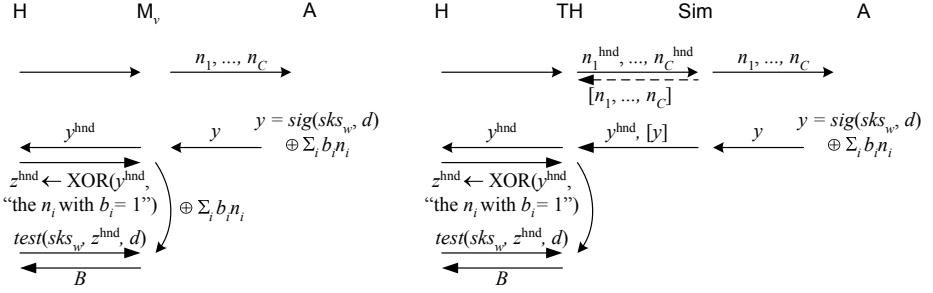 H M_v A H TH Sim A
n_1, ..., n_C n_1^hnd, ..., n_C^hnd n_1, ..., n_C
[n_1, ..., n_C]
y^hnd y y = sig(sks_w, d) y^hnd y^hnd, [y] y y = sig(sks_w, d)
⊕ Σ_i b_i n_i ⊕ Σ_i b_i n_i
z^hnd ← XOR(y^hnd, z^hnd ← XOR(y^hnd,
“the n_i with b_i = 1”) ⊕ Σ_i b_i n_i “the n_i with b_i = 1”)
test(sks_w, z^hnd, d) test(sks_w, z^hnd, d)
B B